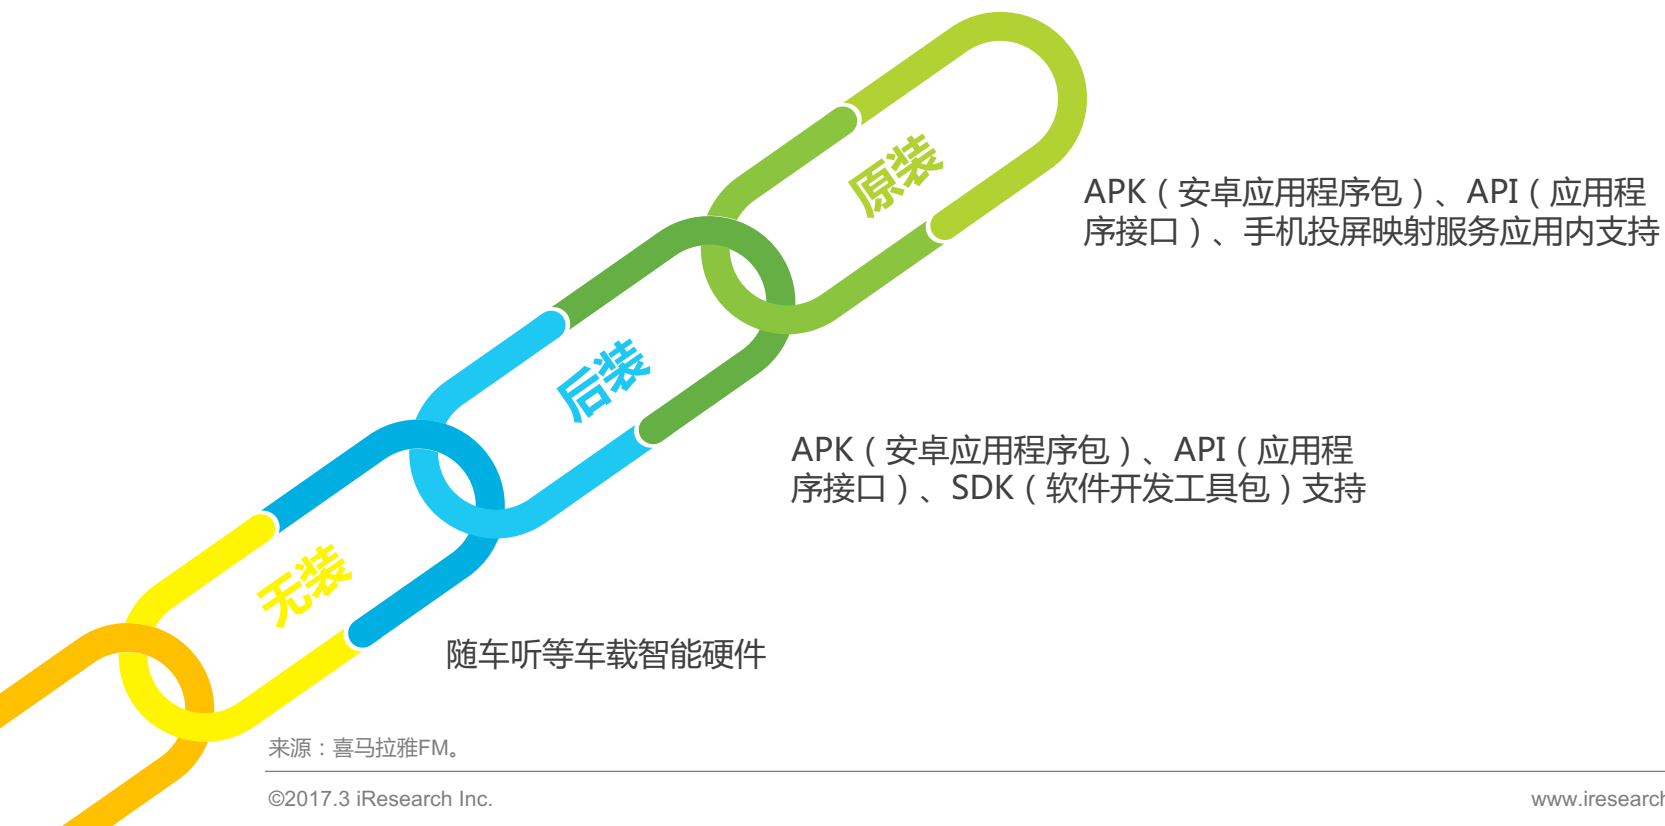 原装
APK（安卓应用程序包）、API（应用程
序接口）、手机投屏映射服务应用内支持
后装
APK（安卓应用程序包）、API（应用程
序接口）、SDK（软件开发工具包）支持
无装
随车听等车载智能硬件
来源：喜马拉雅FM。
©2017.3 iResearch Inc.
www.iresearch